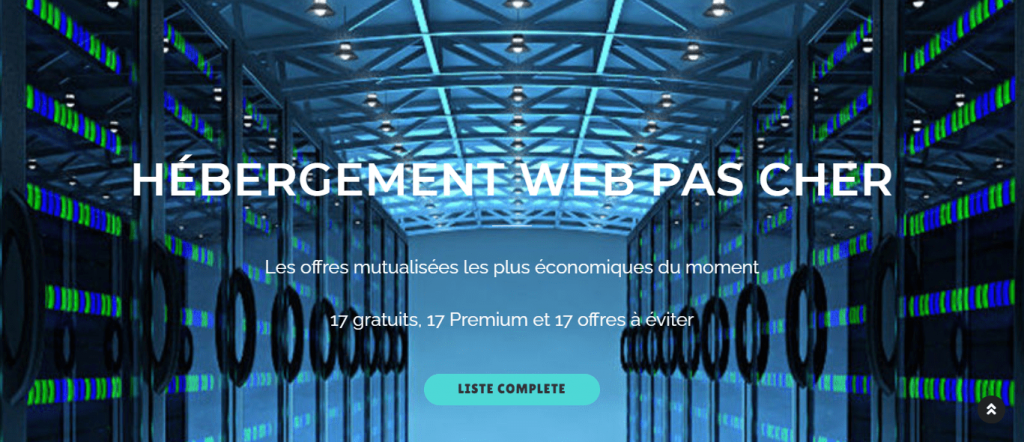 HÉBERGEMENT WEB PAS CHER
Les offres mutualisées les plus économiques du moment
17 gratuits, 17 Premium et 17 offres à éviter
LISTE COMPLETE